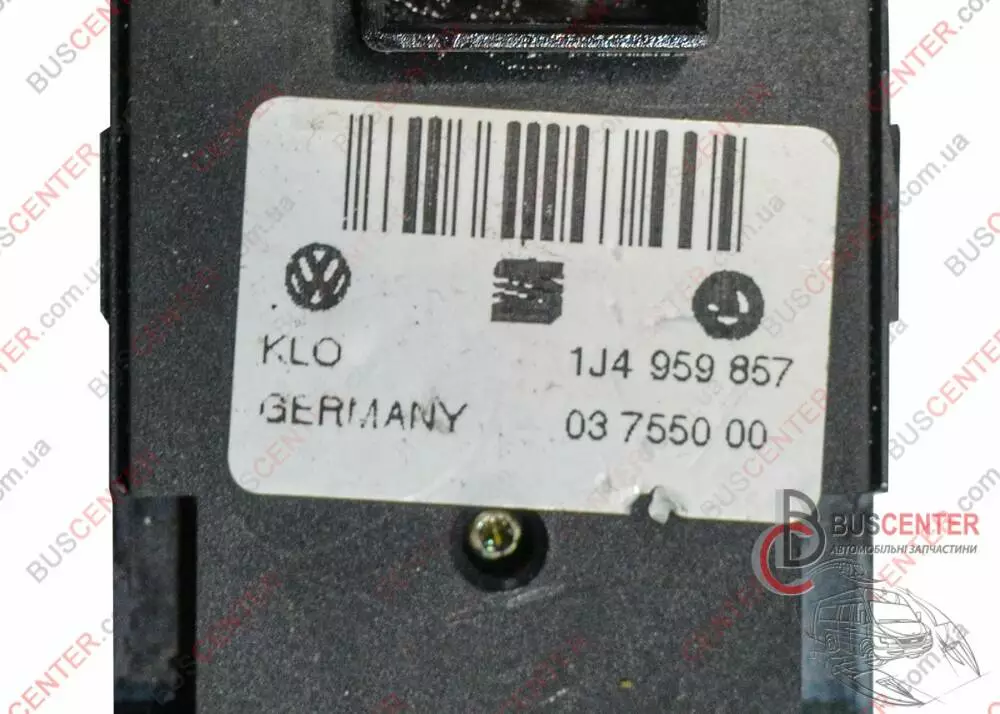 KLO
1J4 959 857
GERMANY
03 7550 00
BUSCENTER
АВТОМОБІЛЬНІ ЗАПЧАСТИНИ
BUSCENTER.com.ua